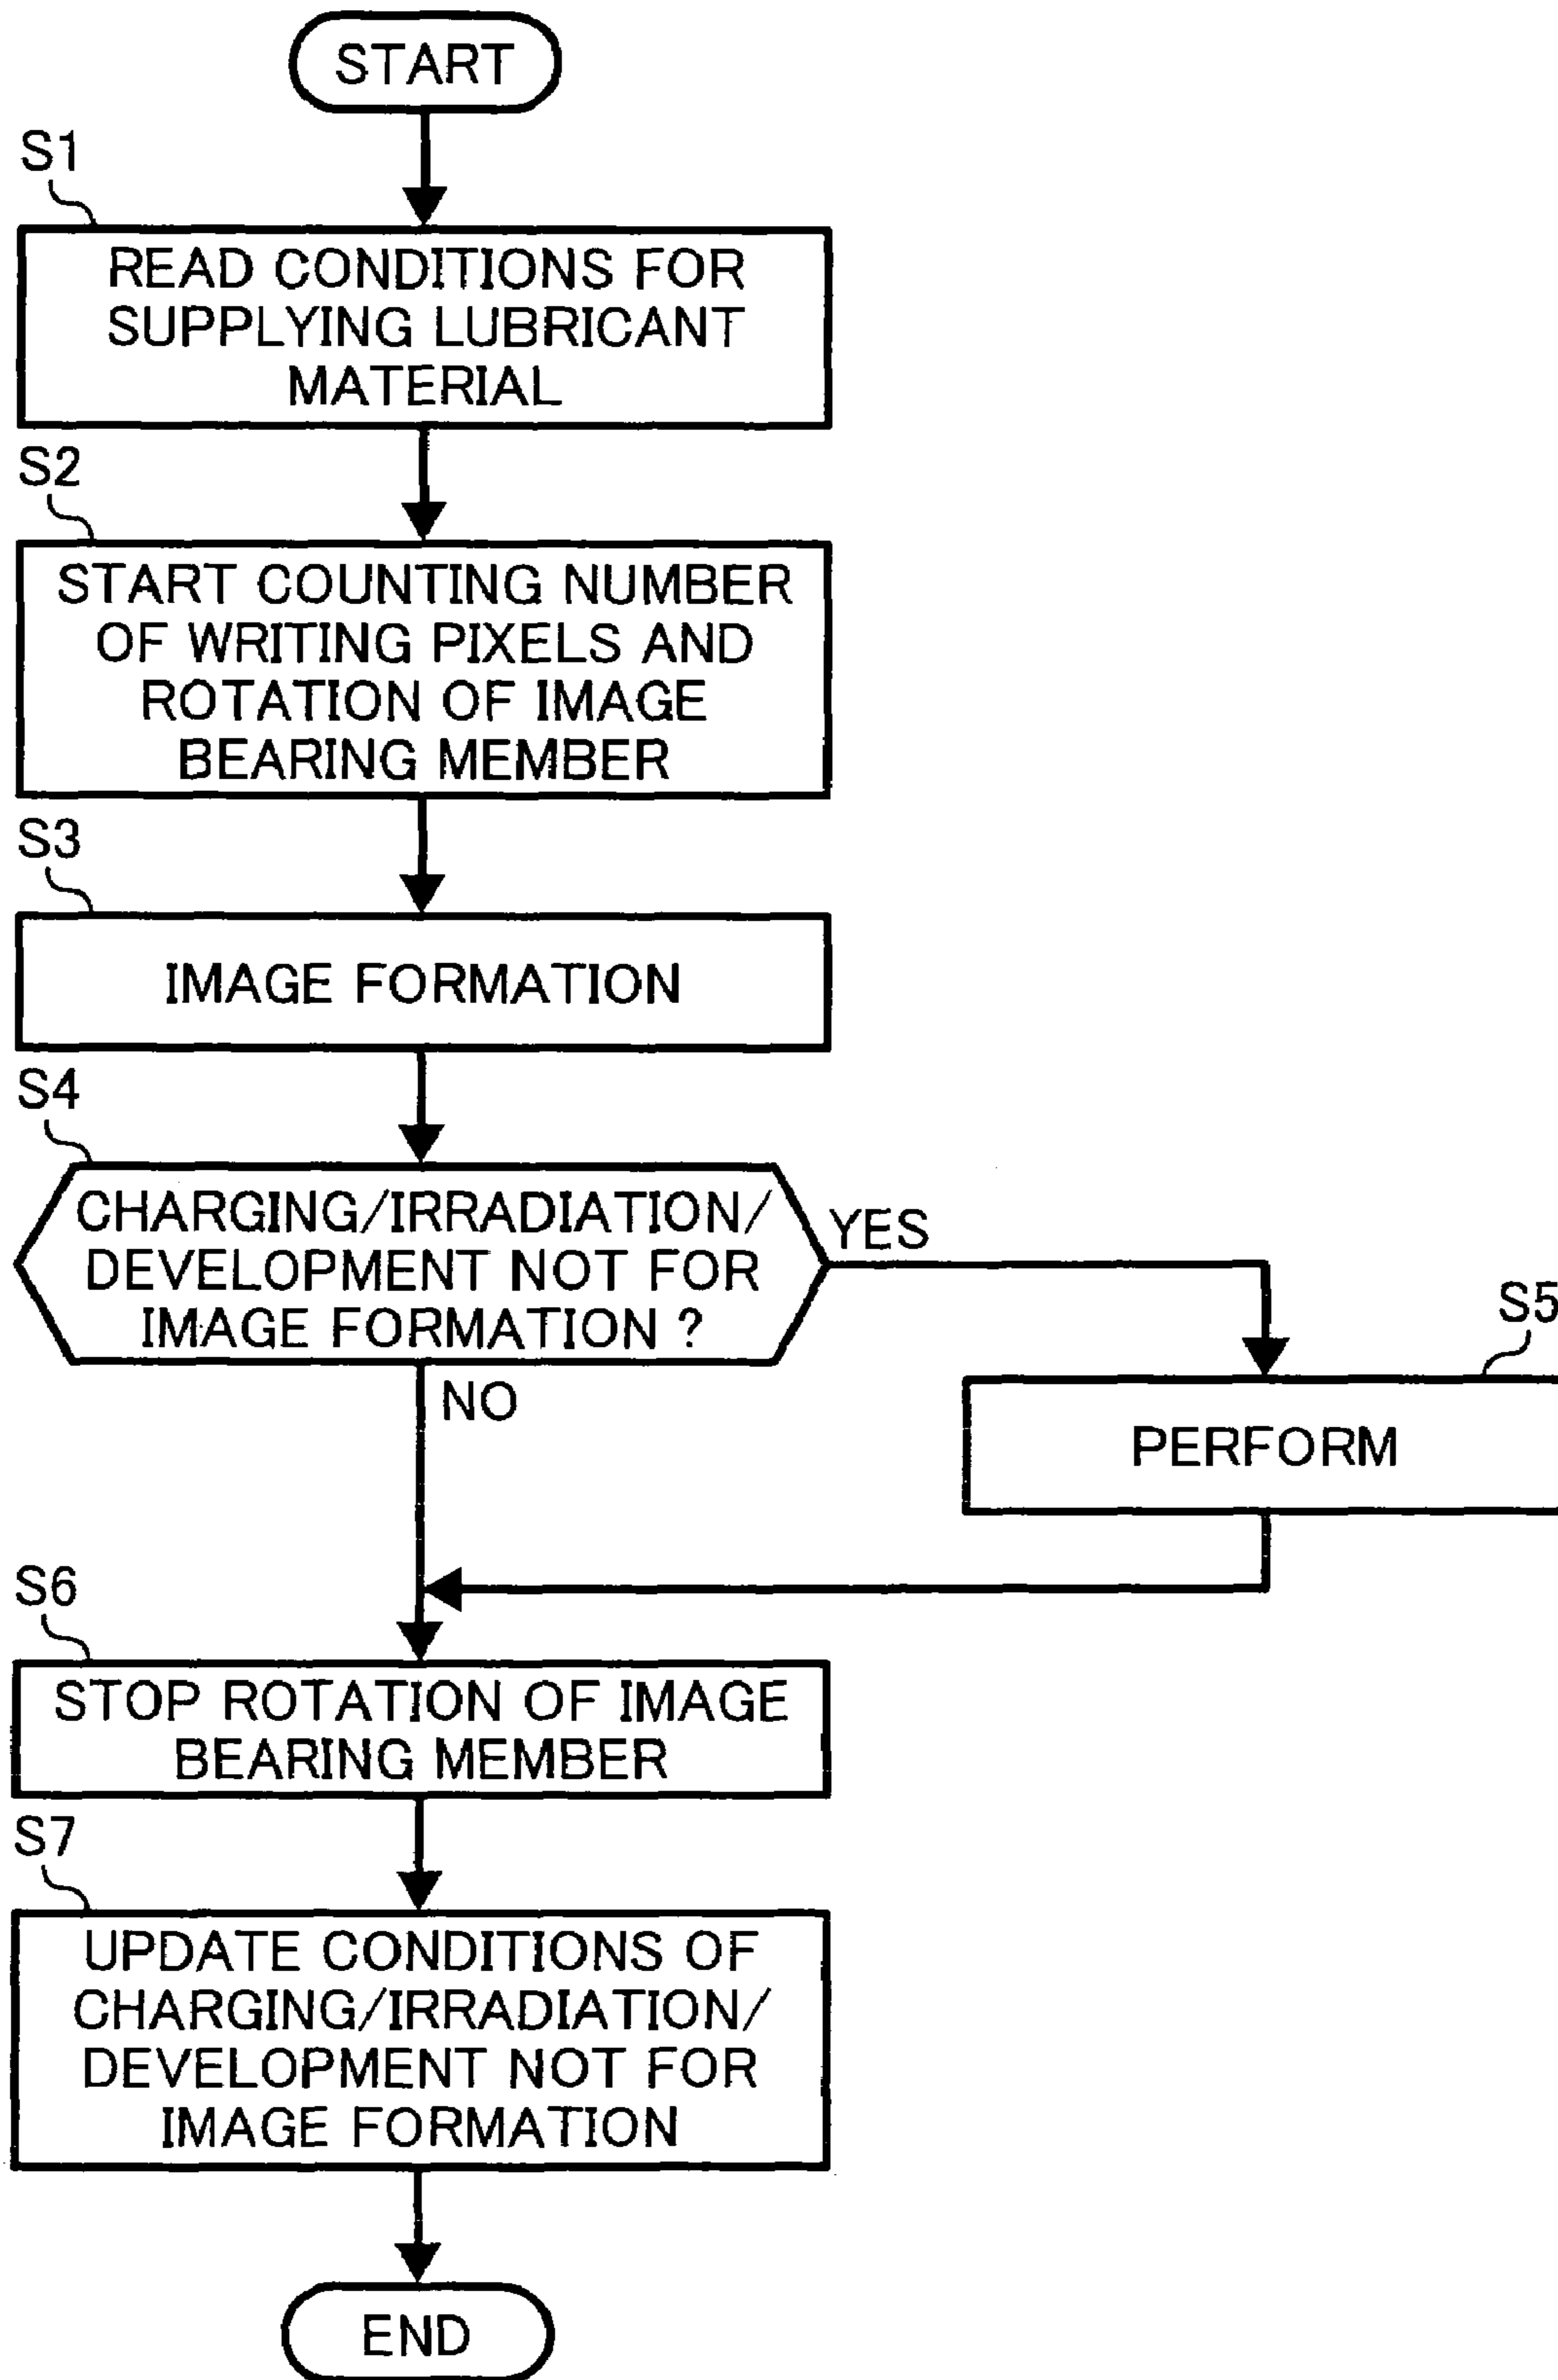 START
S1
READ CONDITIONS FOR
SUPPLYING LUBRICANT
MATERIAL
S2
START COUNTING NUMBER
OF WRITING PIXELS AND
ROTATION OF IMAGE
BEARING MEMBER
S3
IMAGE FORMATION
S4
CHARGING/IRRADIATION/
DEVELOPMENT NOT FOR
IMAGE FORMATION ?
YES
NO
S5
PERFORM
S6
STOP ROTATION OF IMAGE
BEARING MEMBER
S7
UPDATE CONDITIONS OF
CHARGING/IRRADIATION/
DEVELOPMENT NOT FOR
IMAGE FORMATION
END